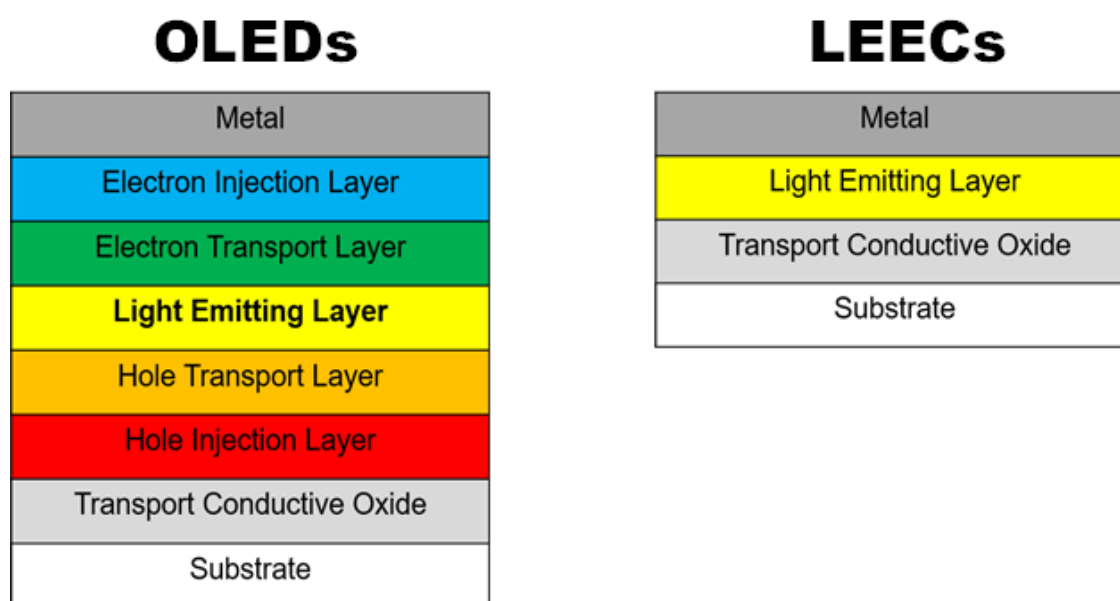 OLEDs
Metal
Electron Injection Layer
Electron Transport Layer
Light Emitting Layer
Hole Transport Layer
Hole Injection Layer
Transport Conductive Oxide
Substrate
LEECs
Metal
Light Emitting Layer
Transport Conductive Oxide
Substrate